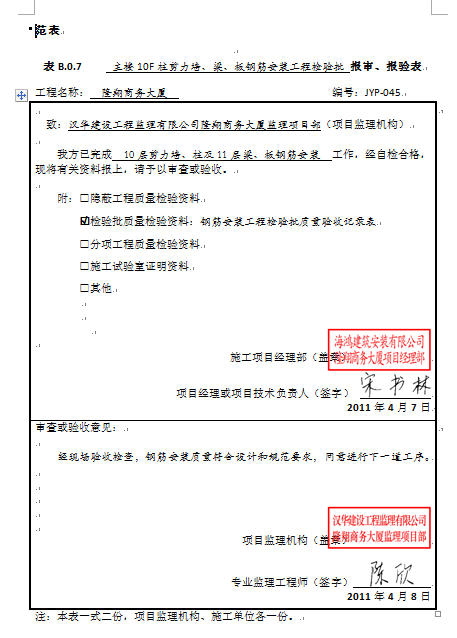 范表
表 B.0.7 主楼 10F 柱剪力墙、梁、板钢筋安装工程检验批 报审、报验表
工程名称： 隆翔商务大厦 编号：JYP-045
致：汉华建设工程监理有限公司隆翔商务大厦监理项目部（项目监理机构）
我方已完成 10 层剪力墙、柱及 11 层梁、板钢筋安装 工作，经自检合格，
现将有关资料报上，请予以审查或验收。
附：□隐蔽工程质量检验资料
☑检验批质量检验资料：钢筋安装工程检验批质量验收记录表
□分项工程质量检验资料
□施工试验室证明资料
□其他
海鸿建筑安装有限公司
隆翔商务大厦项目经理部
施工项目经理部（盖章）
项目经理或项目技术负责人（签字） 宋书林
2011 年 4 月 7 日
审查或验收意见：
经现场验收检查，钢筋安装质量符合设计和规范要求，同意进行下一道工序。
汉华建设工程监理有限公司
隆翔商务大厦监理项目部
项目监理机构（盖章）
专业监理工程师（签字） 陈欣
2011 年 4 月 8 日
注：本表一式二份，项目监理机构、施工单位各一份。